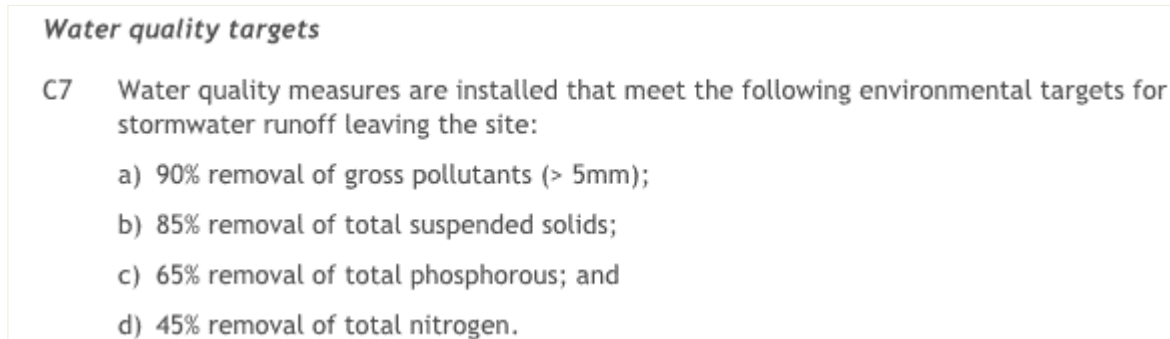 Water quality targets
C7 Water quality measures are installed that meet the following environmental targets for
stormwater runoff leaving the site:
a) 90% removal of gross pollutants (> 5mm);
b) 85% removal of total suspended solids;
c) 65% removal of total phosphorous; and
d) 45% removal of total nitrogen.